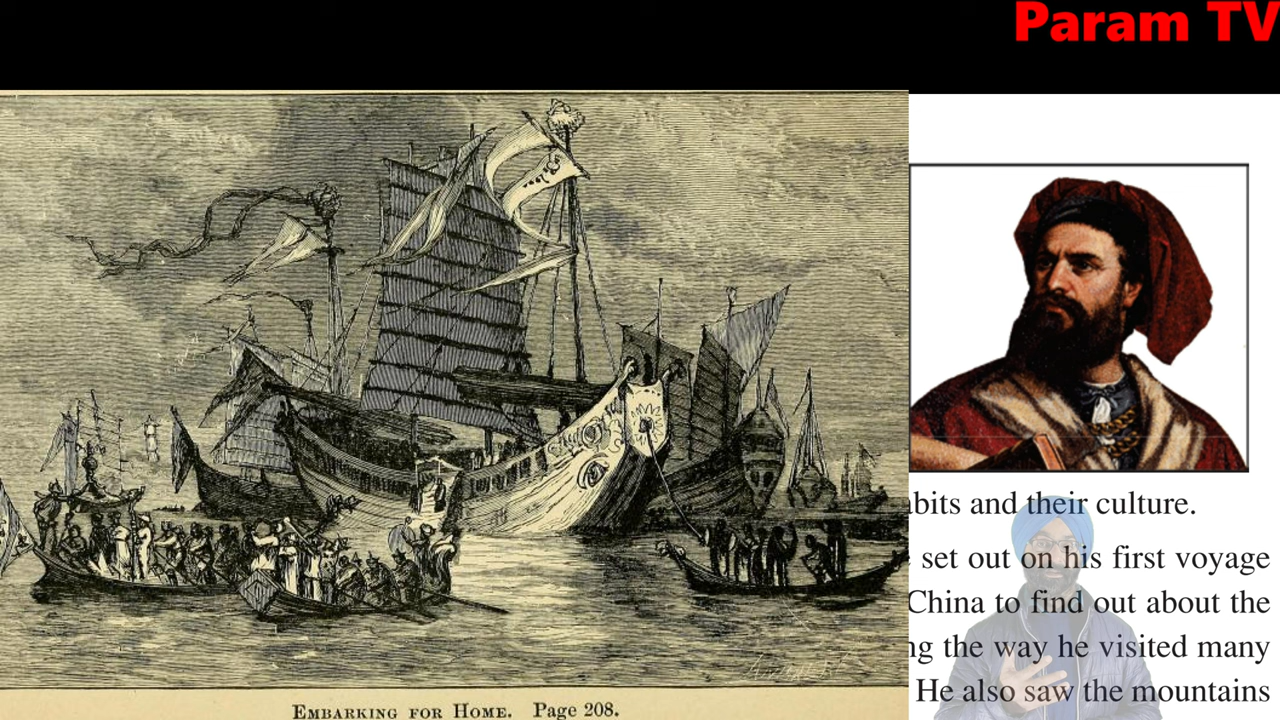 Param TV
abits and their culture.
set out on his first voyage
China to find out about the
ng the way he visited many
He also saw the mountains
Embarking for Home. Page 208.